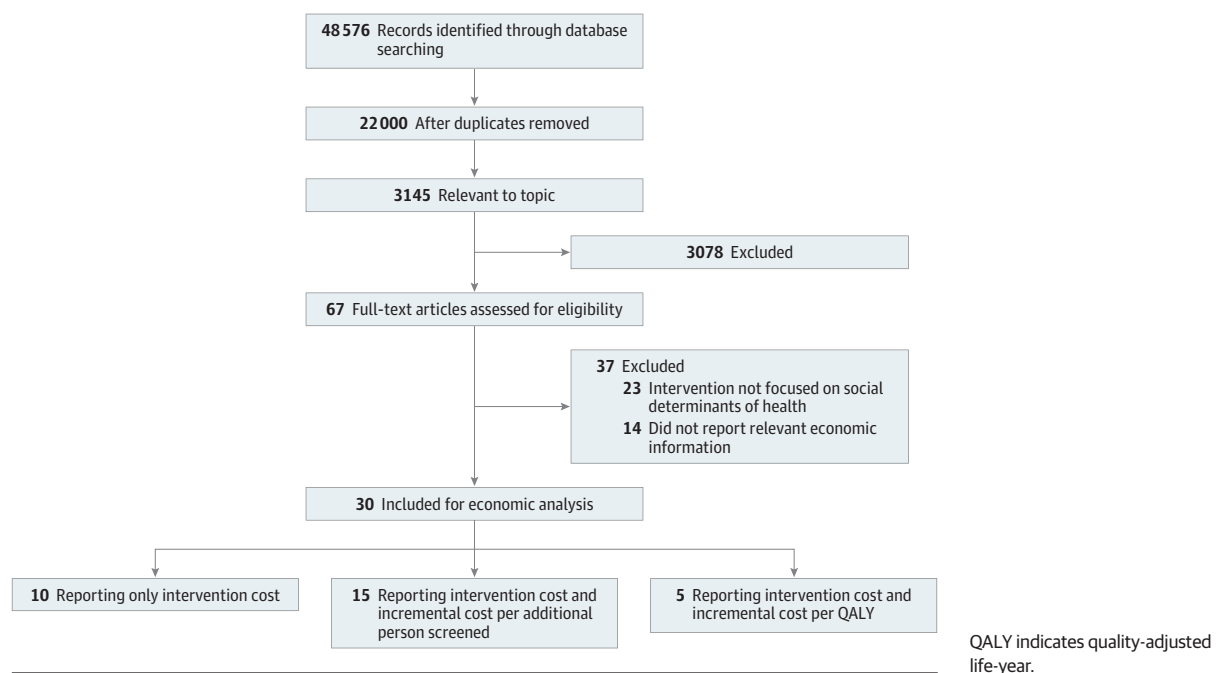 48576 Records identified through database
searching
22000 After duplicates removed
3145 Relevant to topic
3078 Excluded
67 Full-text articles assessed for eligibility
37 Excluded
23 Intervention not focused on social
determinants of health
14 Did not report relevant economic
information
30 Included for economic analysis
10 Reporting only intervention cost
15 Reporting intervention cost and
incremental cost per additional
person screened
5 Reporting intervention cost and
incremental cost per QALY
QALY indicates quality-adjusted
life-year.